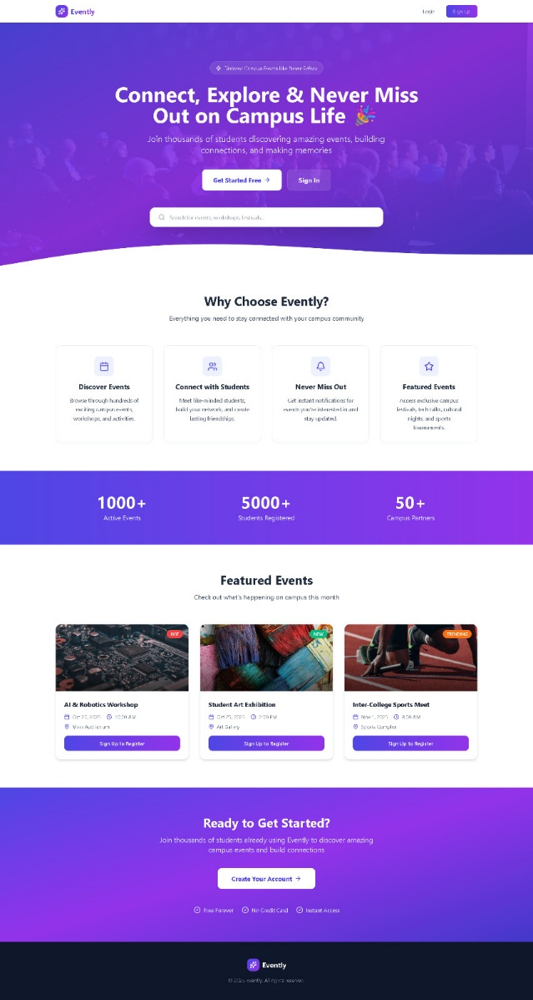 Evently
Login
Sign Up
Discover Campus Events Like Never Before
Connect, Explore & Never Miss
Out on Campus Life 🎉
Join thousands of students discovering amazing events, building
connections, and making memories
Get Started Free →
Sign In
Search for events, workshops, festivals...
Why Choose Evently?
Everything you need to stay connected with your campus community
Discover Events
Browse through hundreds of
exciting campus events,
workshops, and activities.
Connect with Students
Meet like-minded students,
build your network, and create
lasting friendships.
Never Miss Out
Get instant notifications for
events you're interested in and
stay updated.
Featured Events
Access exclusive campus
festivals, tech talks, cultural
nights, and sports
tournaments.
1000+
Active Events
5000+
Students Registered
50+
Campus Partners
Featured Events
Check out what's happening on campus this month
HOT
AI & Robotics Workshop
Oct 20, 2025 10:00 AM
Main Auditorium
Sign Up to Register
NEW
Student Art Exhibition
Oct 25, 2025 2:00 PM
Art Gallery
Sign Up to Register
TRENDING
Inter-College Sports Meet
Nov 1, 2025 8:00 AM
Sports Complex
Sign Up to Register
Ready to Get Started?
Join thousands of students already using Evently to discover amazing
campus events and build connections
Create Your Account →
Free Forever
No Credit Card
Instant Access
Evently
© 2025 Evently. All rights reserved.